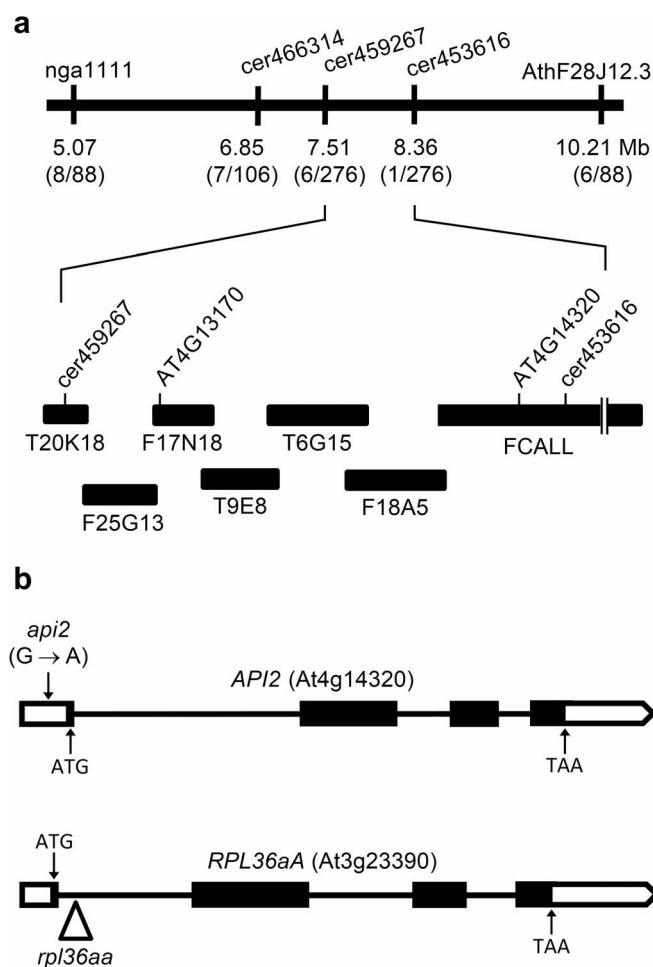 a
nga1111
cer466314
cer459267
cer453616
AthF28J12.3
5.07 6.85 7.51 8.36 10.21 Mb
(8/88) (7/106) (6/276) (1/276) (6/88)
cer459267
AT4G13170
AT4G14320
cer453616
T20K18 F17N18 T6G15 FCALL
F25G13 T9E8 F18A5
b
api2
(G → A)
API2 (At4g14320)
ATG
TAA
ATG
RPL36aA (At3g23390)
rpl36aa
TAA